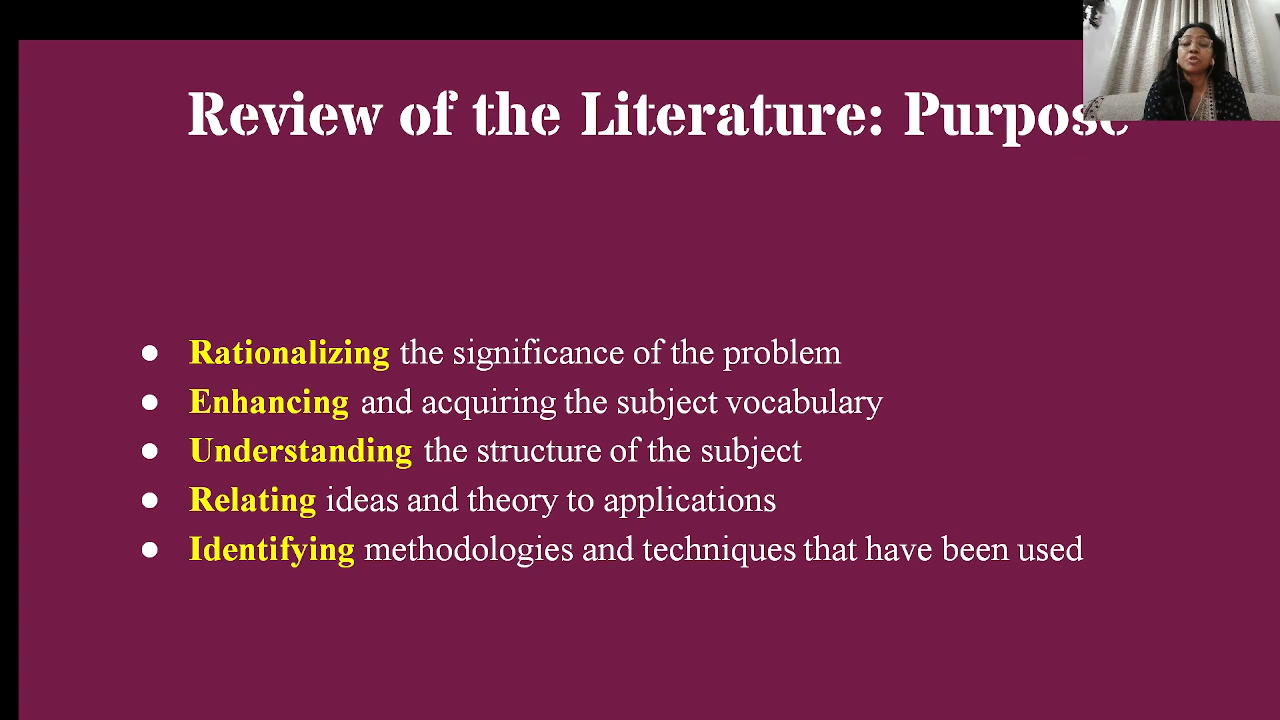 Review of the Literature: Purpose
● Rationalizing the significance of the problem
● Enhancing and acquiring the subject vocabulary
● Understanding the structure of the subject
● Relating ideas and theory to applications
● Identifying methodologies and techniques that have been used